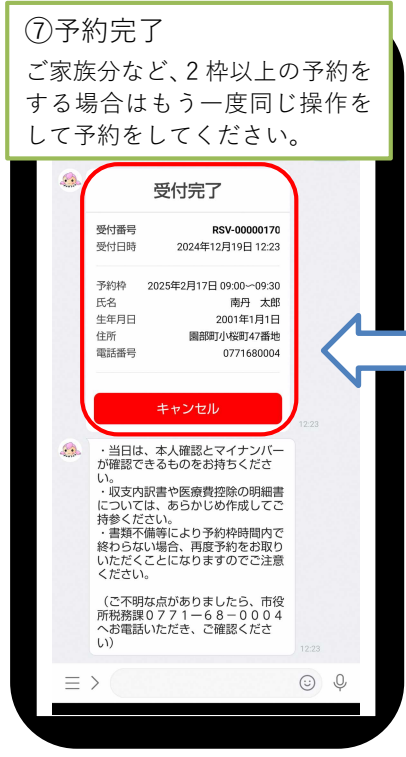 ⑦予約完了
ご家族分など、2 枠以上の予約を
する場合はもう一度同じ操作を
して予約をしてください。
受付完了
受付番号 RSV-00000170
受付日時 2024年12月19日 12:23
予約枠 2025年2月17日 09:00〜09:30
氏名 南丹 太郎
生年月日 2001年1月1日
住所 園部町小桜町47番地
電話番号 0771680004
キャンセル
12:23
・当日は、本人確認とマイナンバー
が確認できるものをお持ちくださ
い。
・収支内訳書や医療費控除の明細書
については、あらかじめ作成してご
持参ください。
・書類不備等により予約枠時間内で
終わらない場合、再度予約をお取り
いただくことになりますのでご注意
ください。
（ご不明な点がありましたら、市役
所税務課０７７１ー６８－０００４
へお電話いただき、ご確認くださ
い）
12:23